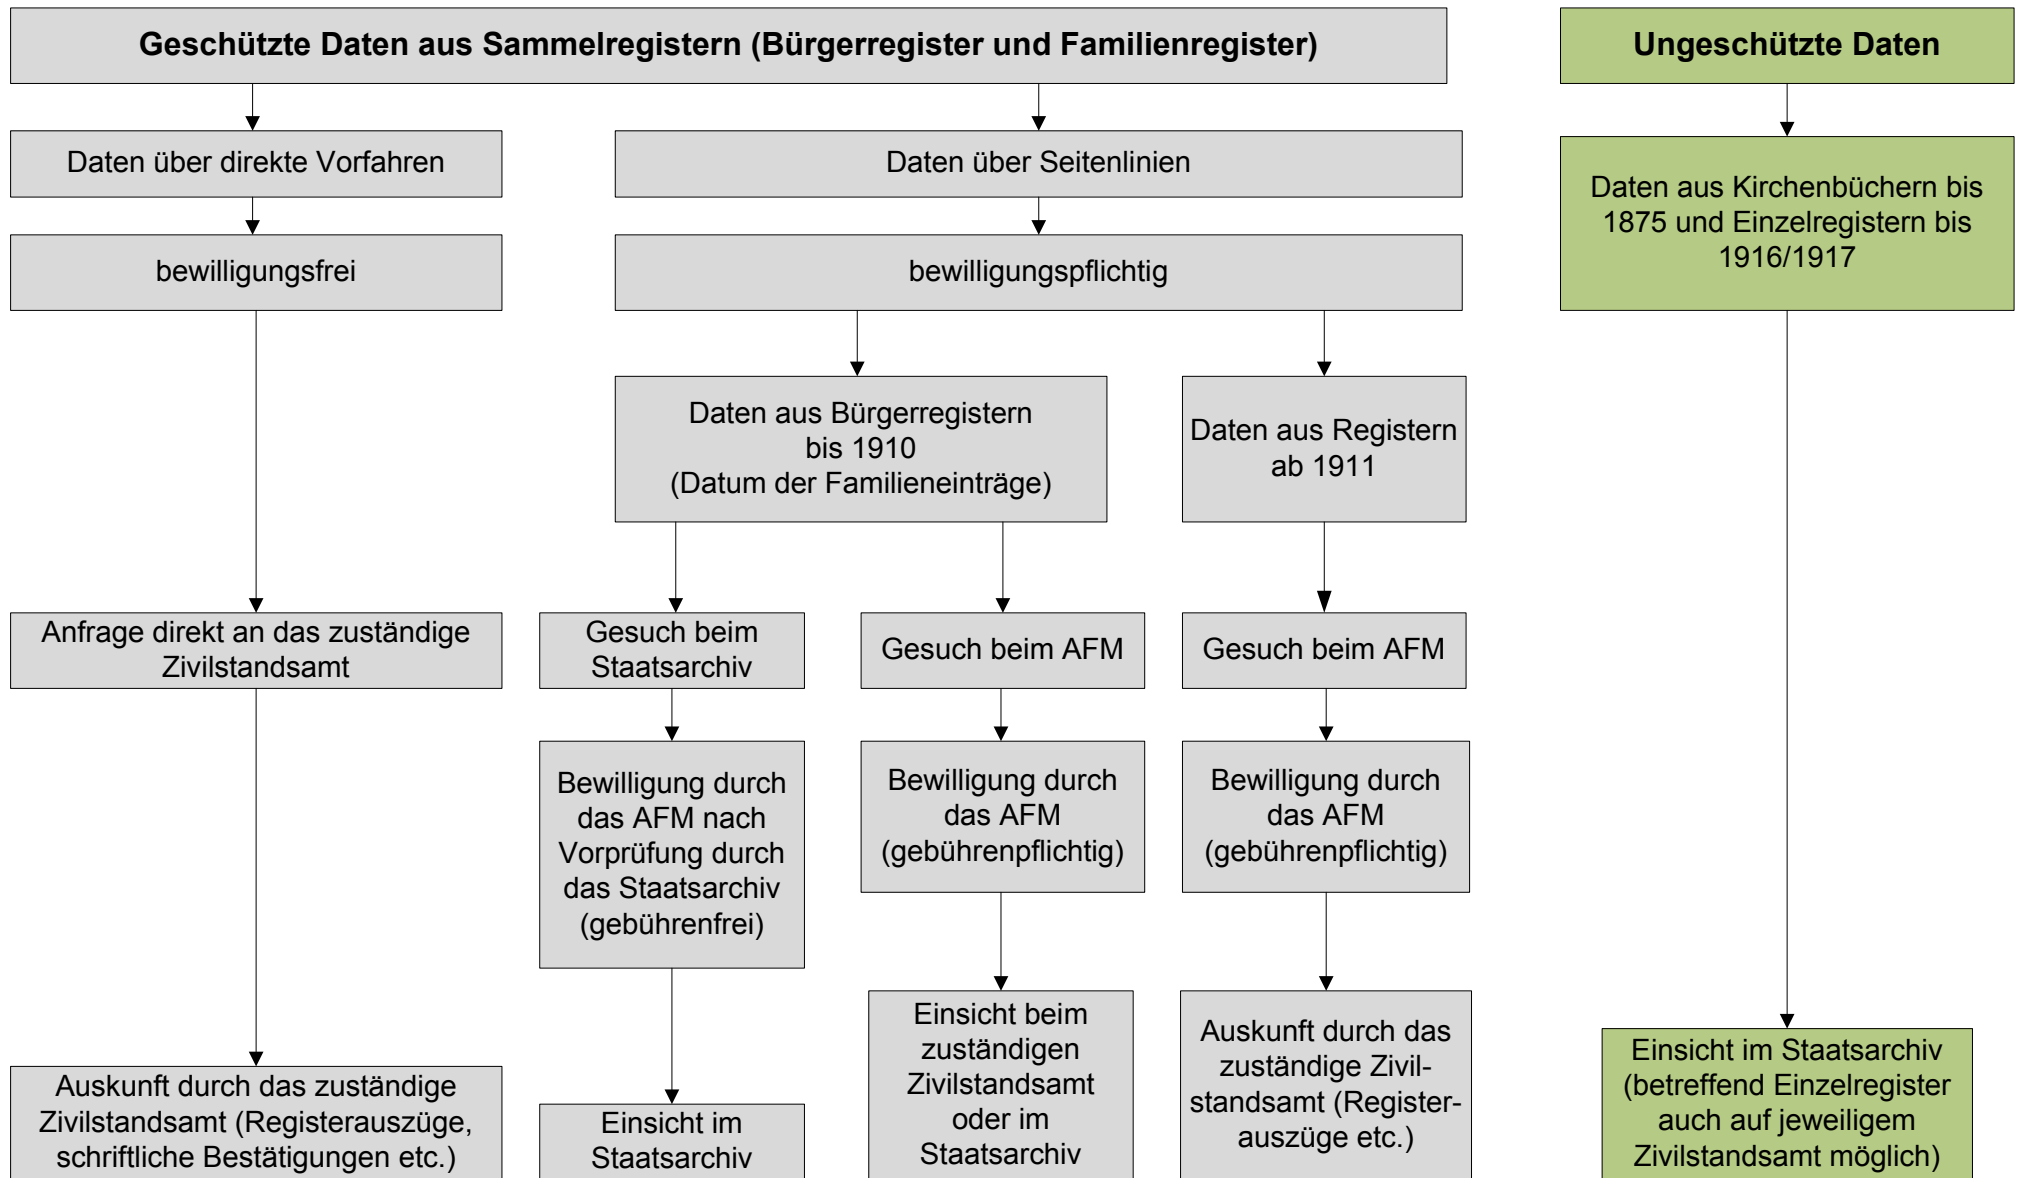 Geschützte Daten aus Sammelregistern (Bürgerregister und Familienregister)
Ungeschützte Daten
Daten über direkte Vorfahren
Daten über Seitenlinien
Daten aus Kirchenbüchern bis
1875 und Einzelregistern bis
1916/1917
bewilligungsfrei
bewilligungspflichtig
Daten aus Bürgerregistern
bis 1910
(Datum der Familieneinträge)
Daten aus Registern
ab 1911
Anfrage direkt an das zuständige
Zivilstandsamt
Gesuch beim
Staatsarchiv
Gesuch beim AFM
Gesuch beim AFM
Bewilligung durch
das AFM nach
Vorprüfung durch
das Staatsarchiv
(gebührenfrei)
Bewilligung durch
das AFM
(gebührenpflichtig)
Bewilligung durch
das AFM
(gebührenpflichtig)
Auskunft durch das zuständige
Zivilstandsamt (Registerauszüge,
schriftliche Bestätigungen etc.)
Einsicht im
Staatsarchiv
Einsicht beim
zuständigen
Zivilstandsamt
oder im
Staatsarchiv
Auskunft durch das
zuständige Zivil-
standsamt (Register-
auszüge etc.)
Einsicht im Staatsarchiv
(betreffend Einzelregister
auch auf jeweiligem
Zivilstandsamt möglich)